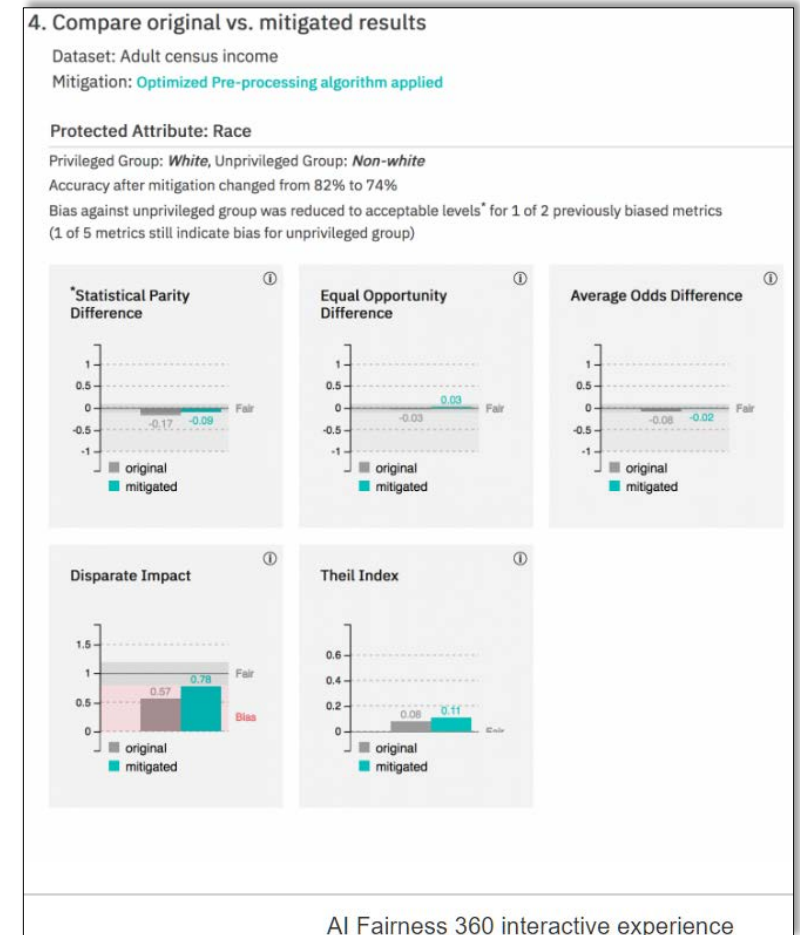 4. Compare original vs. mitigated results
Dataset: Adult census income
Mitigation: Optimized Pre-processing algorithm applied
Protected Attribute: Race
Privileged Group: White, Unprivileged Group: Non-white
Accuracy after mitigation changed from 82% to 74%
Bias against unprivileged group was reduced to acceptable levels* for 1 of 2 previously biased metrics
(1 of 5 metrics still indicate bias for unprivileged group)
*Statistical Parity
Difference
1
0.5
0
-0.5
-1
-0.17
-0.09
Fair
original
mitigated
Equal Opportunity
Difference
1
0.5
0
-0.5
-1
-0.03
0.03
Fair
original
mitigated
Average Odds Difference
1
0.5
0
-0.5
-1
-0.08
-0.02
Fair
original
mitigated
Disparate Impact
1.5
1
0.5
0
0.57
0.78
Fair
Bias
original
mitigated
Theil Index
0.6
0.4
0.2
0
0.08
0.11
Fair
original
mitigated
AI Fairness 360 interactive experience